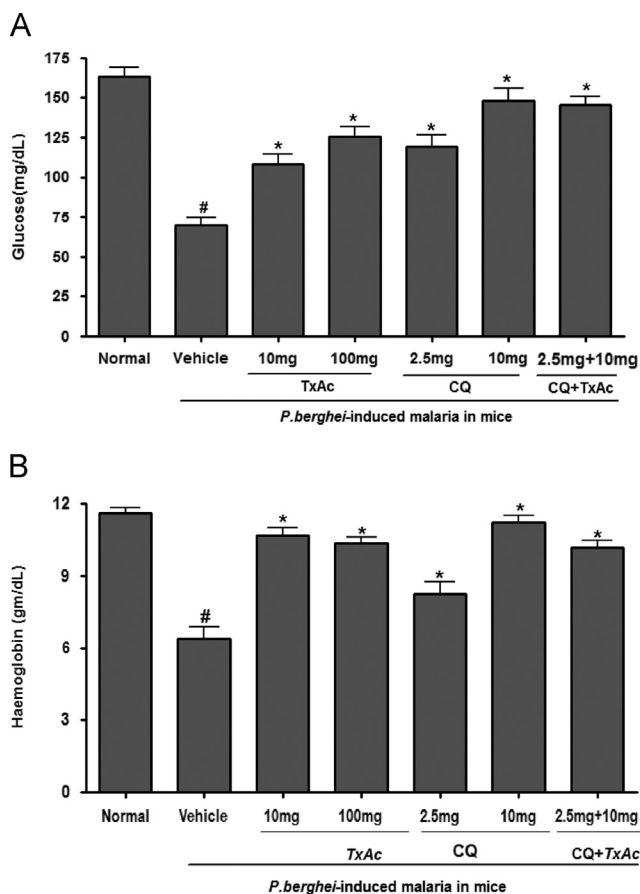 A
175
150
125
100
75
50
25
0
Glucose(mg/dL)
#
*
*
*
*
*
Normal Vehicle 10mg 100mg 2.5mg 10mg 2.5mg+10mg
TxAc CQ CQ+TxAc
P.berghei-induced malaria in mice
B
12
9
6
3
0
Haemoglobin (gm/dL)
#
*
*
*
*
*
Normal Vehicle 10mg 100mg 2.5mg 10mg 2.5mg+10mg
TxAc CQ CQ+TxAc
P.berghei-induced malaria in mice